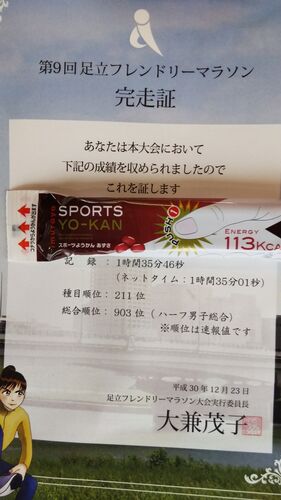 第9回 足立フレンドリーマラソン
完走証
あなたは本大会において
下記の成績を収められましたので
これを証します
SPORTS
YO-KAN
スポーツようかん あずき
PUSH!
ENERGY
113Kca
記　録　：1時間35分46秒
（ネットタイム：1時間35分01秒）
種目順位：211 位
総合順位：903 位（ハーフ男子総合）
※順位は速報値です
平成30年12月23日
足立フレンドリーマラソン大会実行委員長
大兼茂子